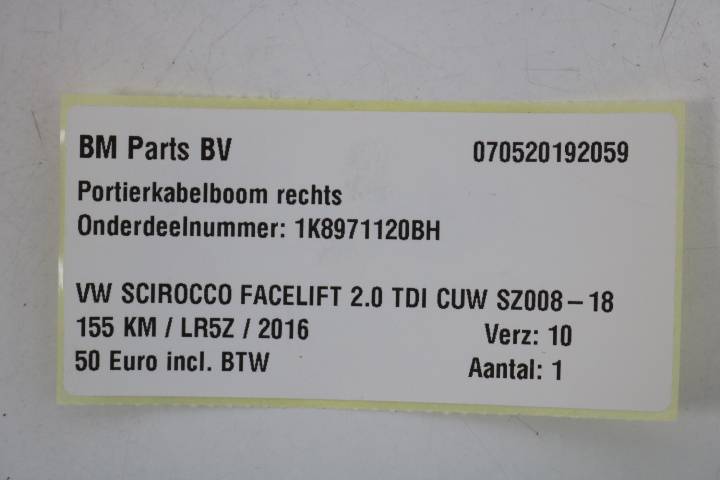 BM Parts BV 070520192059
Portierkabelboom rechts
Onderdeelnummer: 1K8971120BH
VW SCIROCCO FACELIFT 2.0 TDI CUW SZ008-18
155 KM / LR5Z / 2016 Verz: 10
50 Euro incl. BTW Aantal: 1